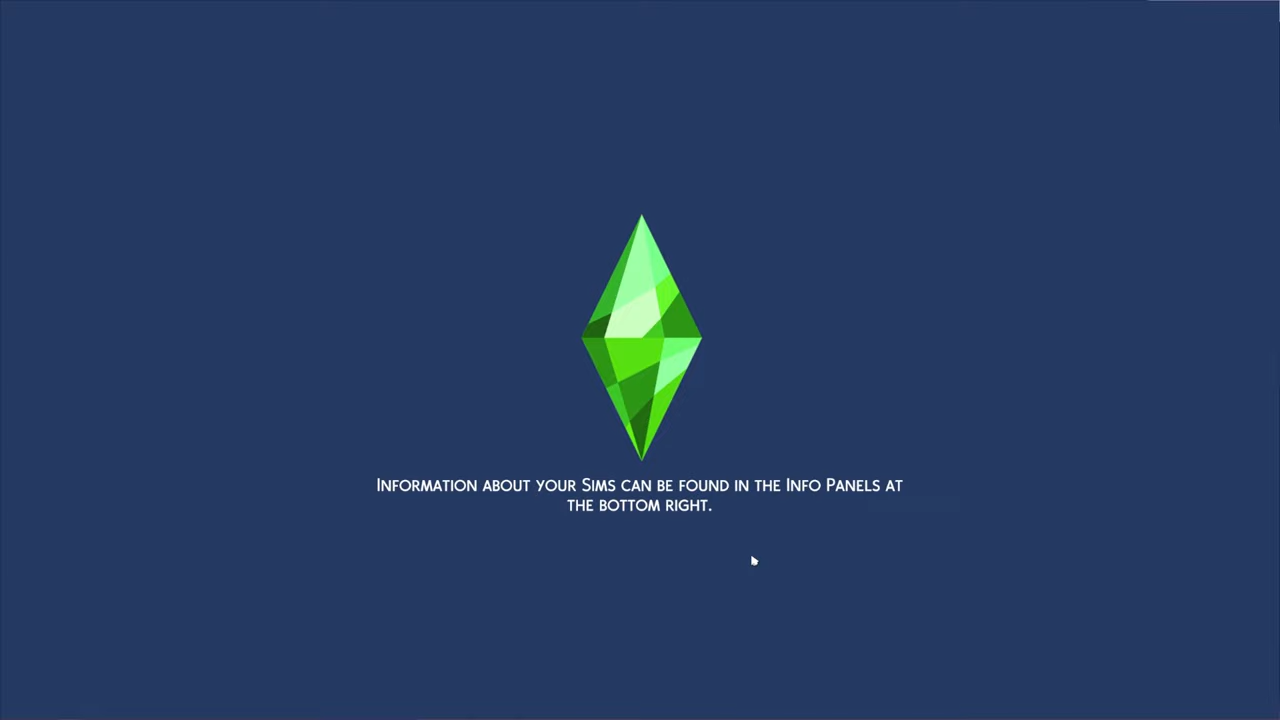 Information about your Sims can be found in the Info Panels at
the bottom right.